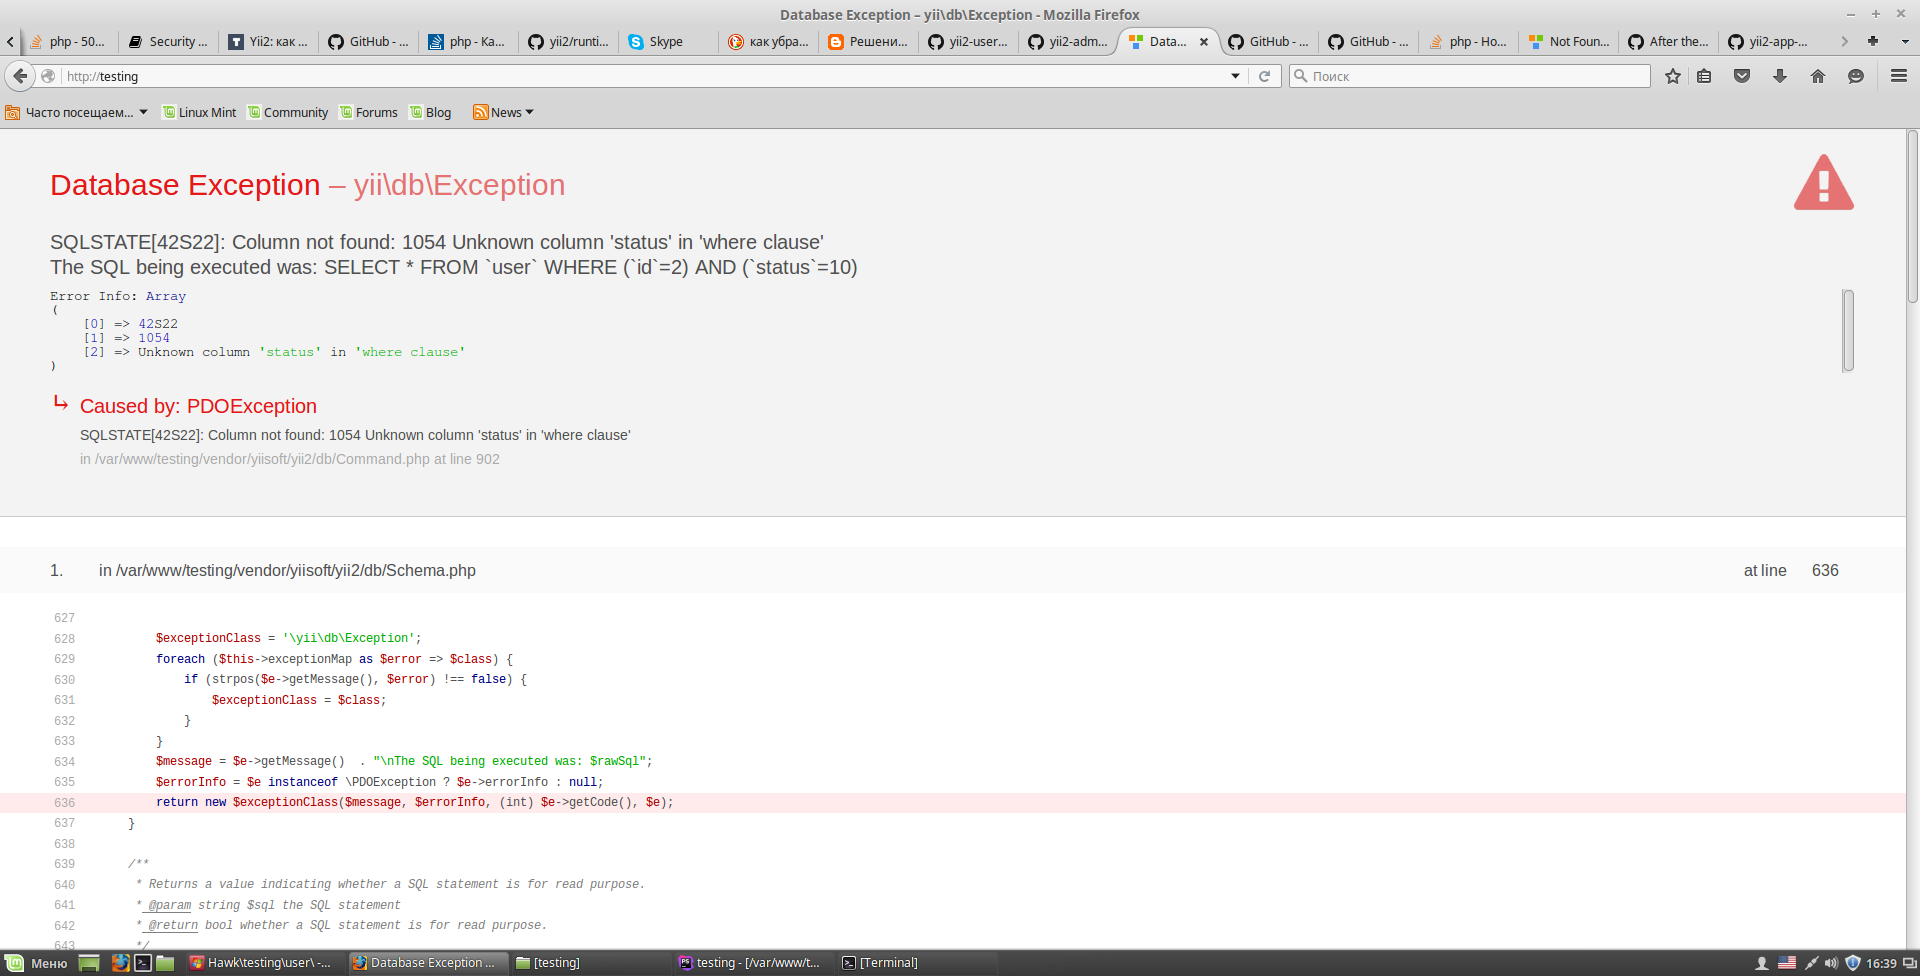 Database Exception – yii\db\Exception - Mozilla Firefox
php - 50...
Security ...
Yii2: как ...
GitHub - ...
php - Ka...
yii2/runti...
Skype
как убра...
Решени...
yii2-user...
yii2-adm...
Data...
GitHub - ...
GitHub - ...
php - Ho...
Not Foun...
After the...
yii2-app-...
http://testing
Поиск
Часто посещаем...
Linux Mint
Community
Forums
Blog
News
Database Exception – yii\db\Exception
SQLSTATE[42S22]: Column not found: 1054 Unknown column 'status' in 'where clause'
The SQL being executed was: SELECT * FROM `user` WHERE (`id`=2) AND (`status`=10)
Error Info: Array
(
[0] => 42S22
[1] => 1054
[2] => Unknown column 'status' in 'where clause'
)
Caused by: PDOException
SQLSTATE[42S22]: Column not found: 1054 Unknown column 'status' in 'where clause'
in /var/www/testing/vendor/yiisoft/yii2/db/Command.php at line 902
1. in /var/www/testing/vendor/yiisoft/yii2/db/Schema.php at line 636
627
628 $exceptionClass = '\yii\db\Exception';
629 foreach ($this->exceptionMap as $error => $class) {
630 if (strpos($e->getMessage(), $error) !== false) {
631 $exceptionClass = $class;
632 }
633 }
634 $message = $e->getMessage()  . "\nThe SQL being executed was: $rawSql";
635 $errorInfo = $e instanceof \PDOException ? $e->errorInfo : null;
636 return new $exceptionClass($message, $errorInfo, (int) $e->getCode(), $e);
637 }
638
639 /**
640 * Returns a value indicating whether a SQL statement is for read purpose.
641 * @param string $sql the SQL statement
642 * @return bool whether a SQL statement is for read purpose.
643 */
Меню
Hawk\testing\user\ -...
Database Exception ...
[testing]
testing - [/var/www/t...
[Terminal]
16:39